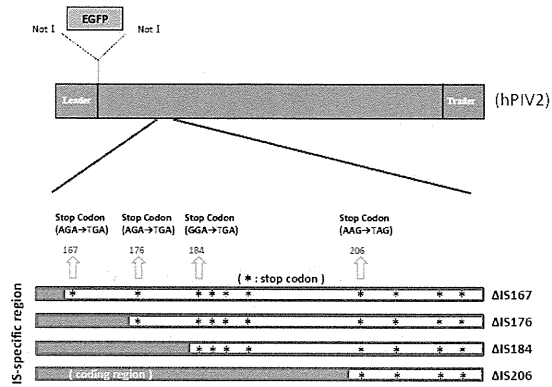 EGFP
Not I Not I
Leader Trailer (hPIV2)
Stop Codon Stop Codon Stop Codon Stop Codon
(AGA→TGA) (AGA→TGA) (GGA→TGA) (AAG→TAG)
167 176 184 206
( * : stop codon )
IS-specific region
* * * * * * * * * * ΔIS167
* * * * * * * * * ΔIS176
* * * * * * * * ΔIS184
( coding region ) * * * * ΔIS206